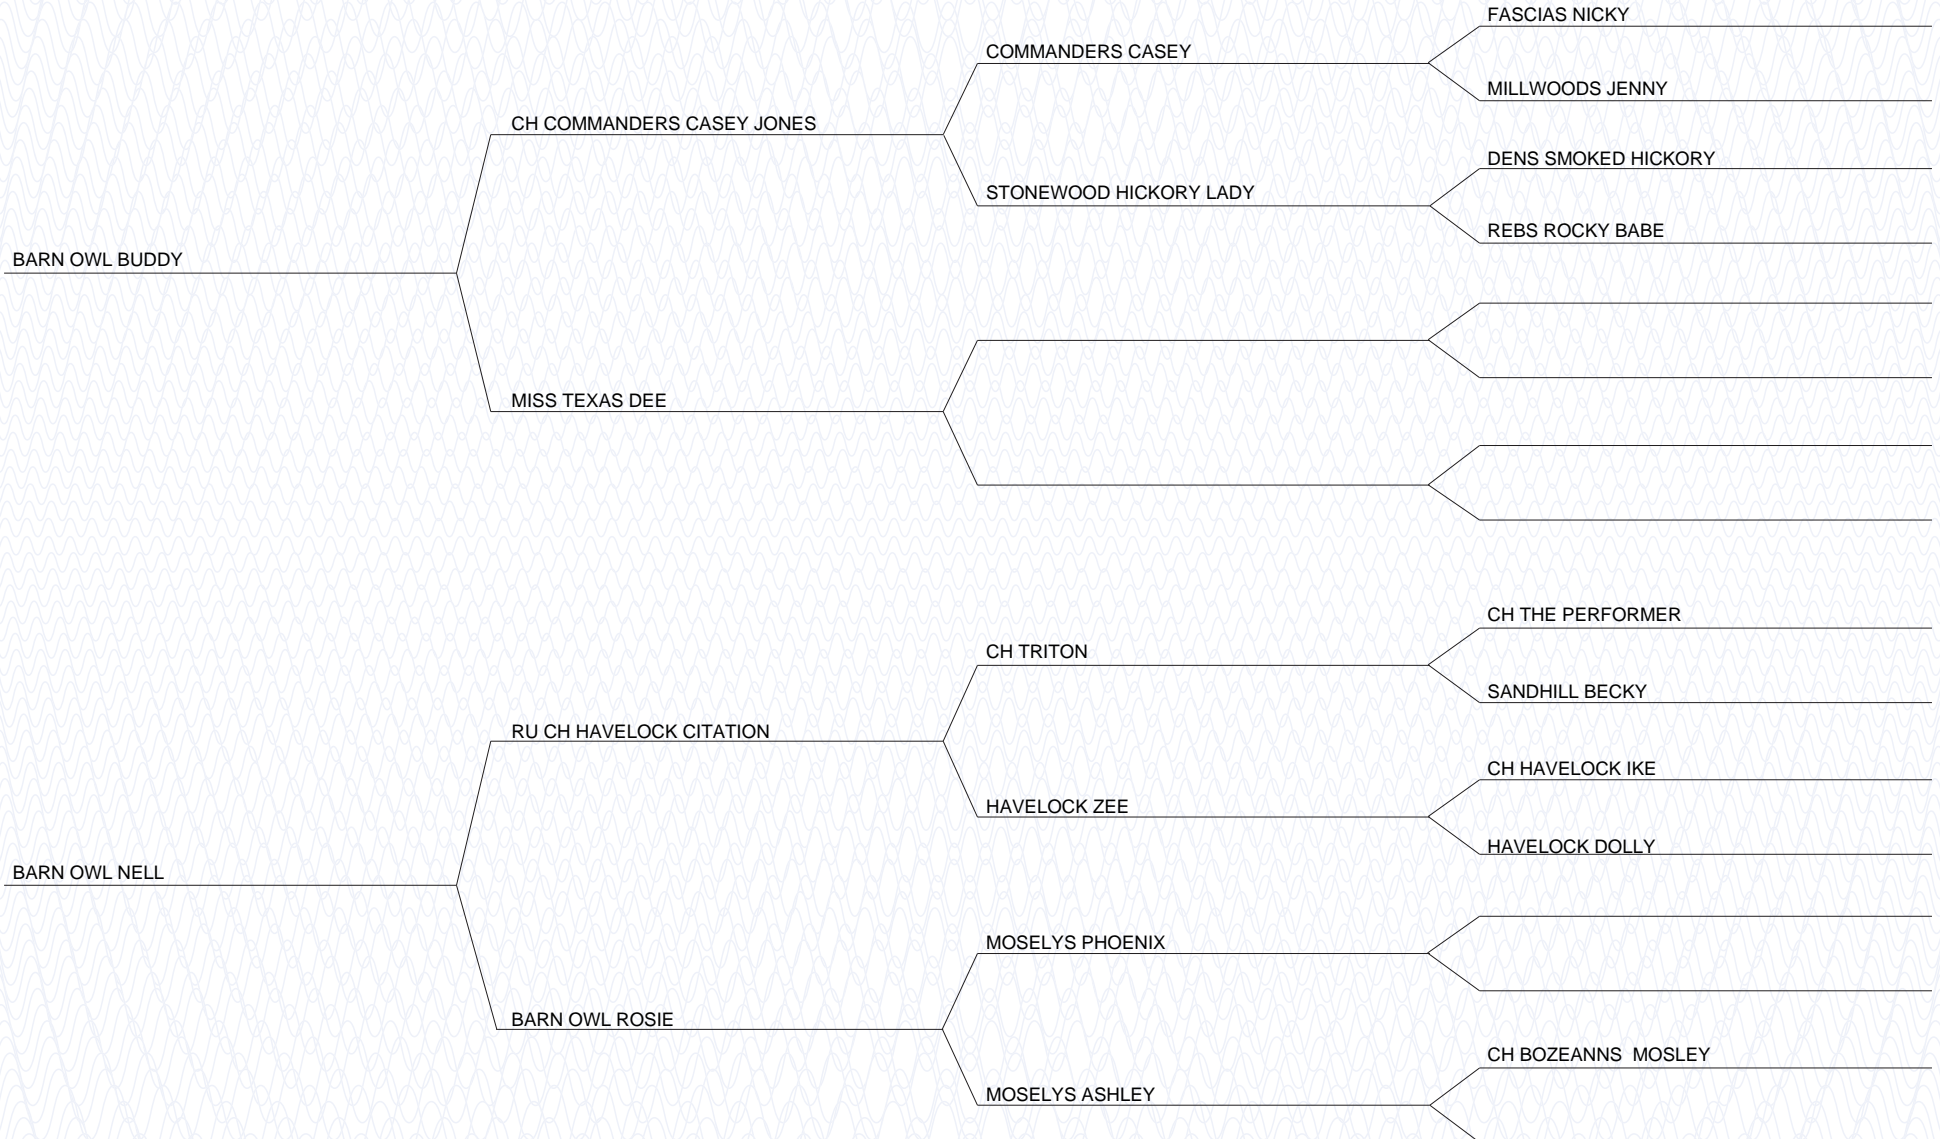 FASCIAS NICKY
COMMANDERS CASEY
MILLWOODS JENNY
CH COMMANDERS CASEY JONES
DENS SMOKED HICKORY
STONEWOOD HICKORY LADY
REBS ROCKY BABE
BARN OWL BUDDY
MISS TEXAS DEE
CH THE PERFORMER
CH TRITON
SANDHILL BECKY
RU CH HAVELOCK CITATION
CH HAVELOCK IKE
HAVELOCK ZEE
HAVELOCK DOLLY
BARN OWL NELL
MOSELYS PHOENIX
BARN OWL ROSIE
CH BOZEANNS  MOSLEY
MOSELYS ASHLEY